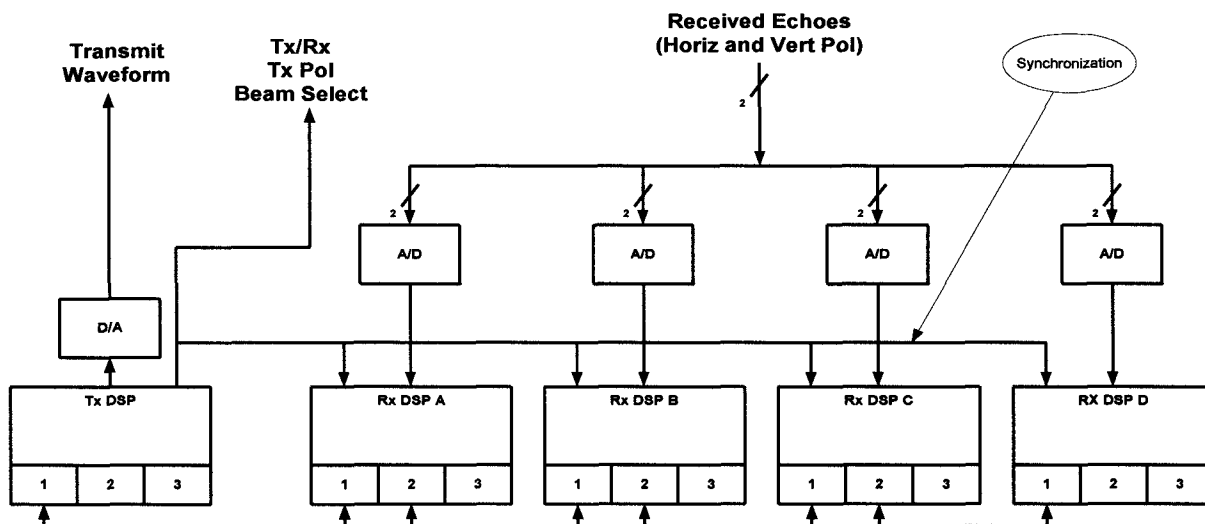 Received Echoes
(Horiz and Vert Pol)
Transmit
Waveform
Tx/Rx
Tx Pol
Beam Select
Synchronization
2
2
2
2
2
A/D
A/D
A/D
A/D
D/A
Tx DSP
Rx DSP A
Rx DSP B
Rx DSP C
RX DSP D
1 2 3
1 2 3
1 2 3
1 2 3
1 2 3